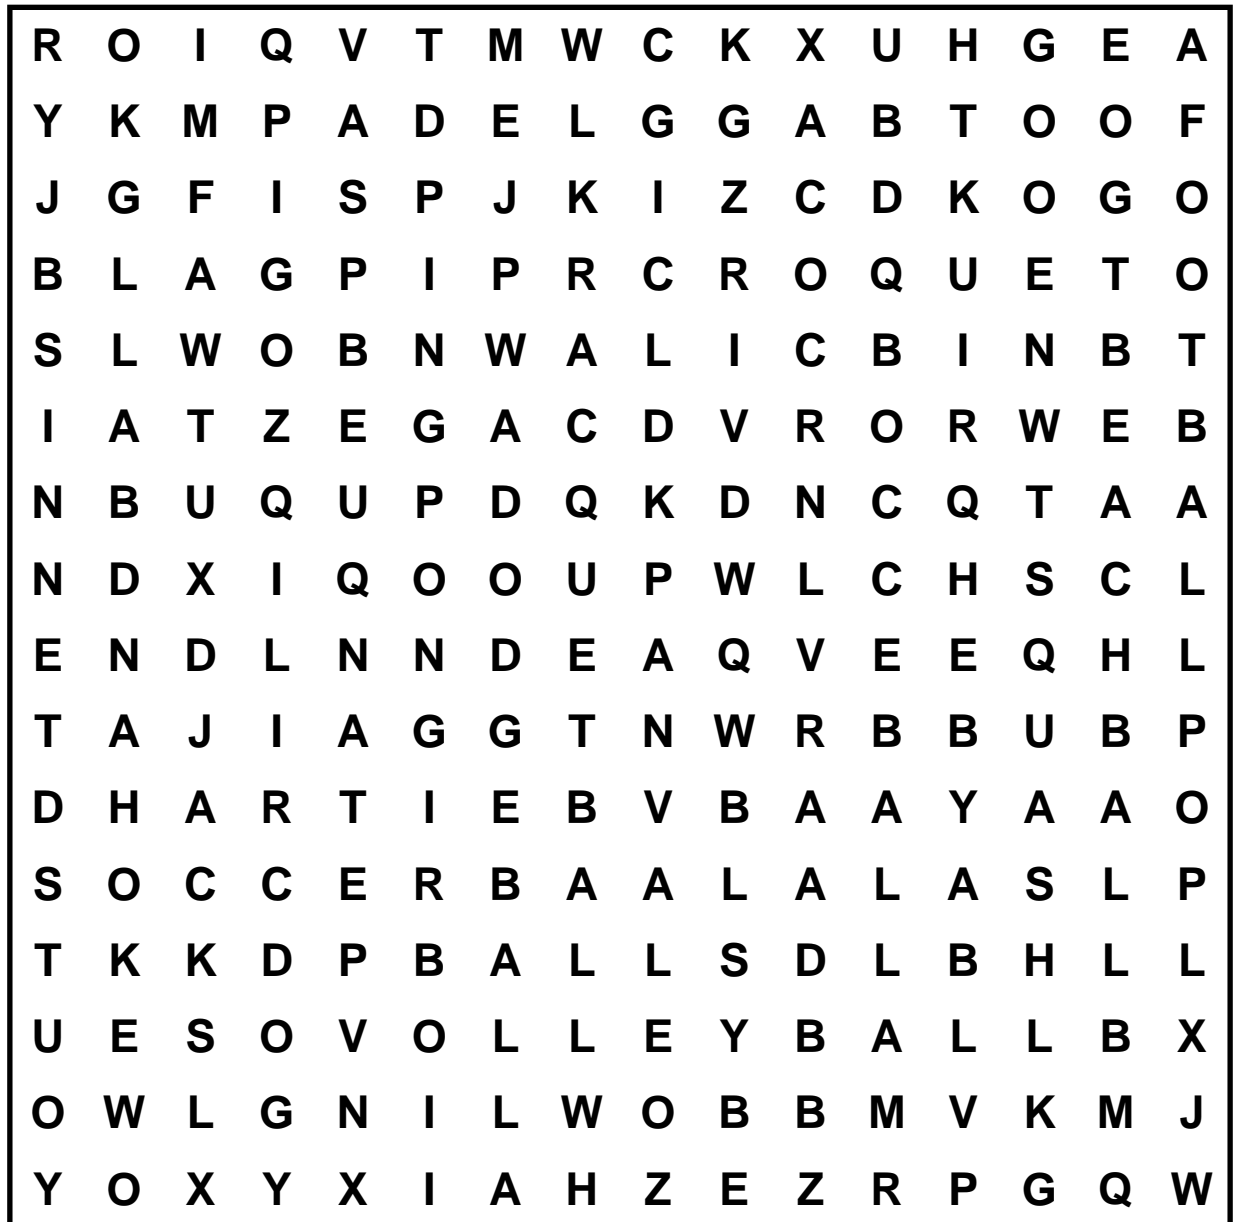 R O I Q V T M W C K X U H G E A
Y K M P A D E L G G A B T O O F
J G F I S P J K I Z C D K O G O
B L A G P I P R C R O Q U E T O
S L W O B N W A L I C B I N B T
I A T Z E G A C D V R O R W E B
N B U Q U P D Q K D N C Q T A A
N D X I Q O O U P W L C H S C L
E N D L N N D E A Q V E E Q H L
T A J I A G G T N W R B B U B P
D H A R T I E B V B A A Y A A O
S O C C E R B A A L A L A S L P
T K K D P B A L L S D L B H L L
U E S O V O L L E Y B A L L B X
O W L G N I L W O B B M V K M J
Y O X Y X I A H Z E Z R P G Q W